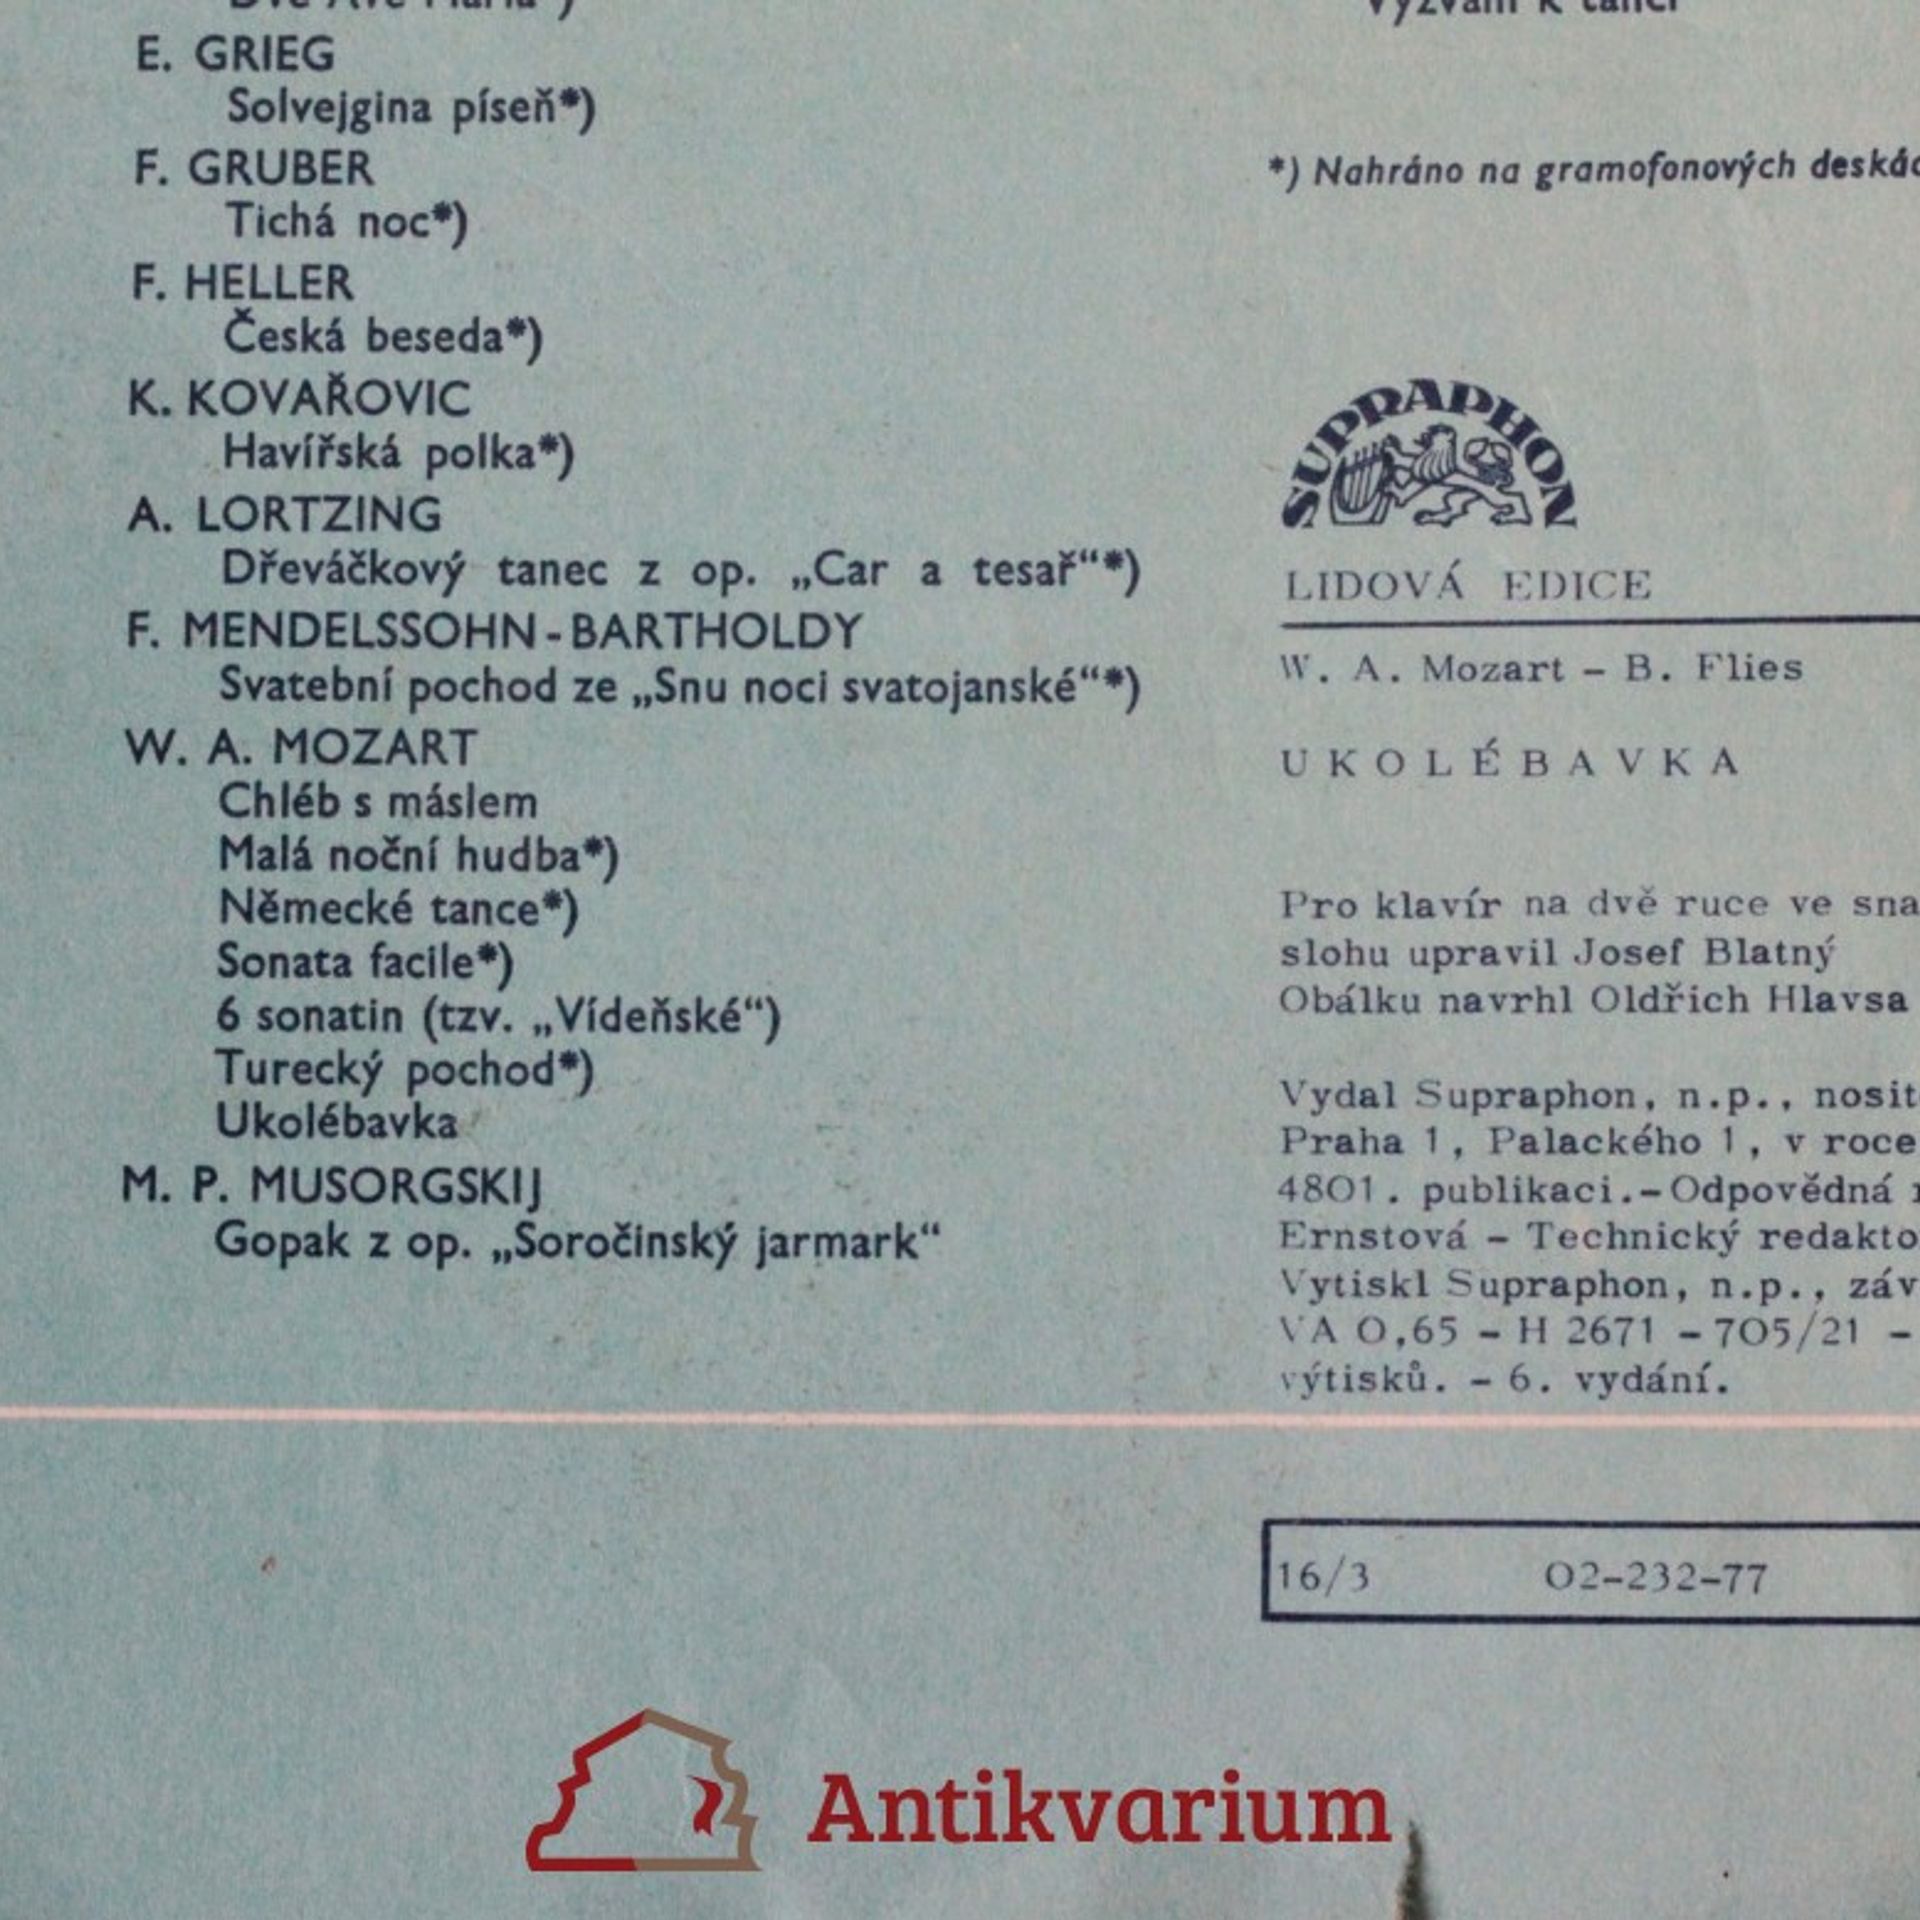 E. GRIEG
Solvejgina píseň*)
F. GRUBER
Tichá noc*)
F. HELLER
Česká beseda*)
K. KOVAŘOVIC
Havířská polka*)
A. LORTZING
Dřeváčkový tanec z op. „Car a tesař“*)
F. MENDELSSOHN-BARTHOLDY
Svatební pochod ze „Snu noci svatojanské“*)
W. A. MOZART
Chléb s máslem
Malá noční hudba*)
Německé tance*)
Sonata facile*)
6 sonatin (tzv. „Vídeňské“)
Turecký pochod*)
Ukolébavka
M. P. MUSORGSKIJ
Gopak z op. „Soročinský jarmark“
*) Nahráno na gramofonových
SUPRAPHON
LIDOVÁ EDICE
W. A. Mozart – B. Flies
UKOLÉBAVKA
Pro klavír na dvě ruce ve
slohu upravil Josef Blatný
Obálku navrhl Oldřich Hlavsa
Vydal Supraphon, n.p.,
Praha 1, Palackého 1, v roce
4801. publikaci.–Odpovědná
Ernstová – Technický
Vytiskl Supraphon, n.p.,
VA 0,65 – H 2671 – 705/21 –
výtisků. – 6. vydání.
16/3 02-232-77
Antikvarium